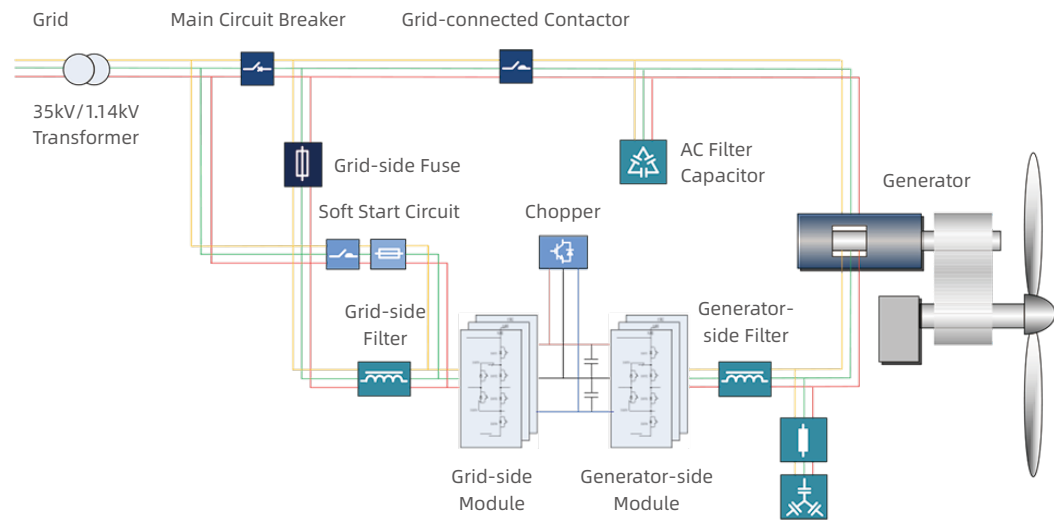 Grid
Main Circuit Breaker
Grid-connected Contactor
35kV/1.14kV
Transformer
Grid-side Fuse
AC Filter
Capacitor
Generator
Soft Start Circuit
Chopper
Grid-side
Filter
Generator-
side Filter
Grid-side
Module
Generator-side
Module